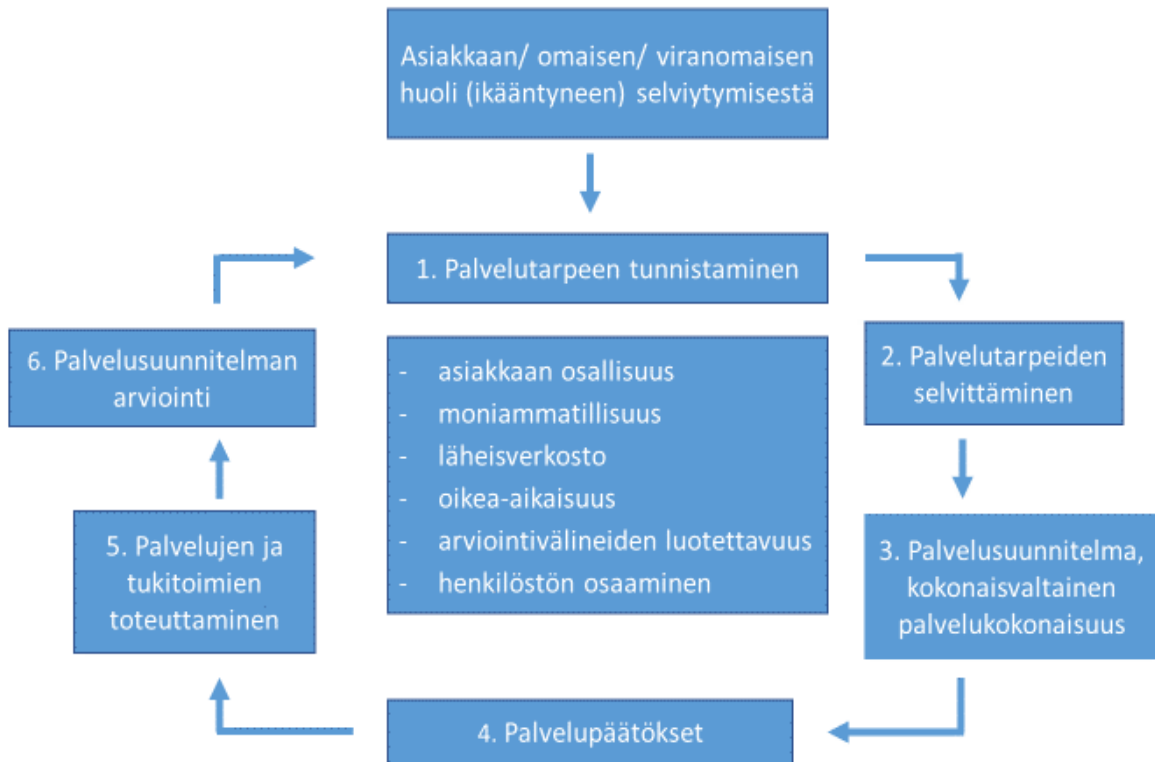 Asiakkaan/ omaisen/ viranomaisen
huoli (ikääntyneen) selviytymisestä
1. Palvelutarpeen tunnistaminen
2. Palvelutarpeiden
selvittäminen
3. Palvelusuunnitelma,
kokonaisvaltainen
palvelukokonaisuus
4. Palvelupäätökset
5. Palvelujen ja
tukitoimien
toteuttaminen
6. Palvelusuunnitelman
arviointi
- asiakkaan osallisuus
- moniammatillisuus
- läheisverkosto
- oikea-aikaisuus
- arviointivälineiden luotettavuus
- henkilöstön osaaminen